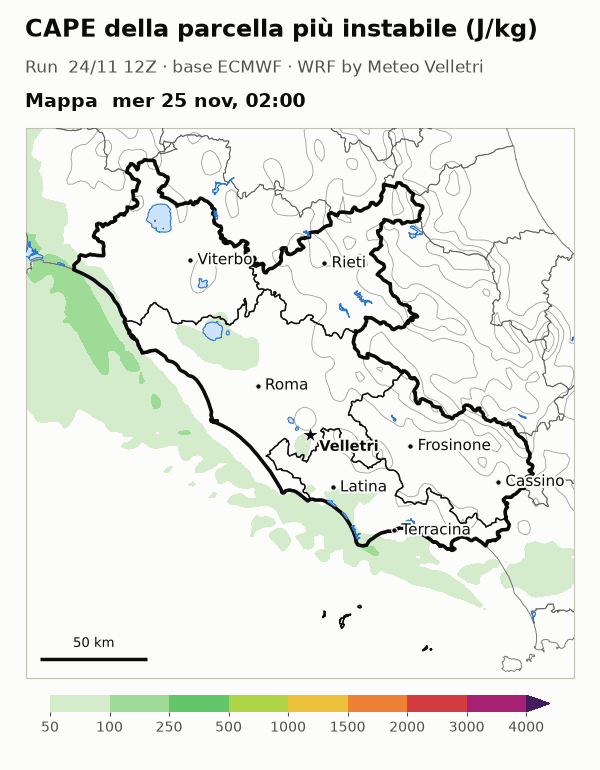 CAPE della parcella più instabile (J/kg)
Run  24/11 12Z · base ECMWF · WRF by Meteo Velletri
Mappa  mer 25 nov, 02:00
Viterbo
Rieti
Roma
Velletri
Frosinone
Cassino
Latina
Terracina
50 km
50 100 250 500 1000 1500 2000 3000 4000